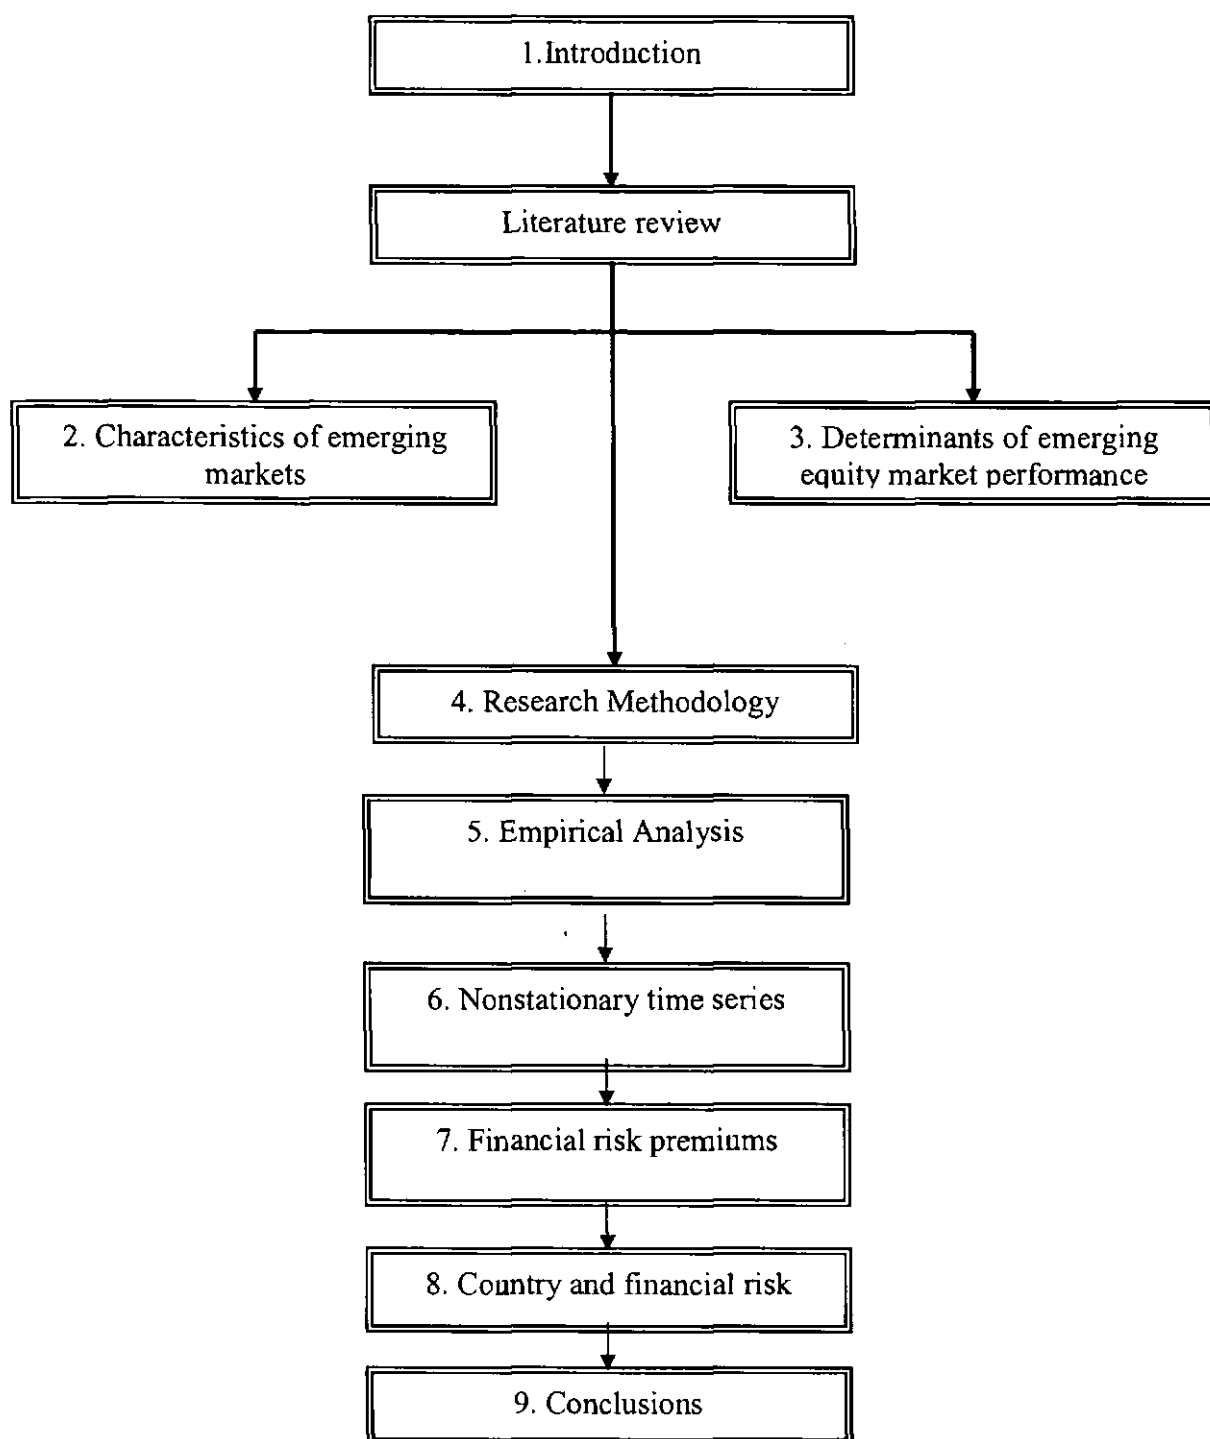 1.Introduction
Literature review
2. Characteristics of emerging
markets
3. Determinants of emerging
equity market performance
4. Research Methodology
5. Empirical Analysis
6. Nonstationary time series
7. Financial risk premiums
8. Country and financial risk
9. Conclusions